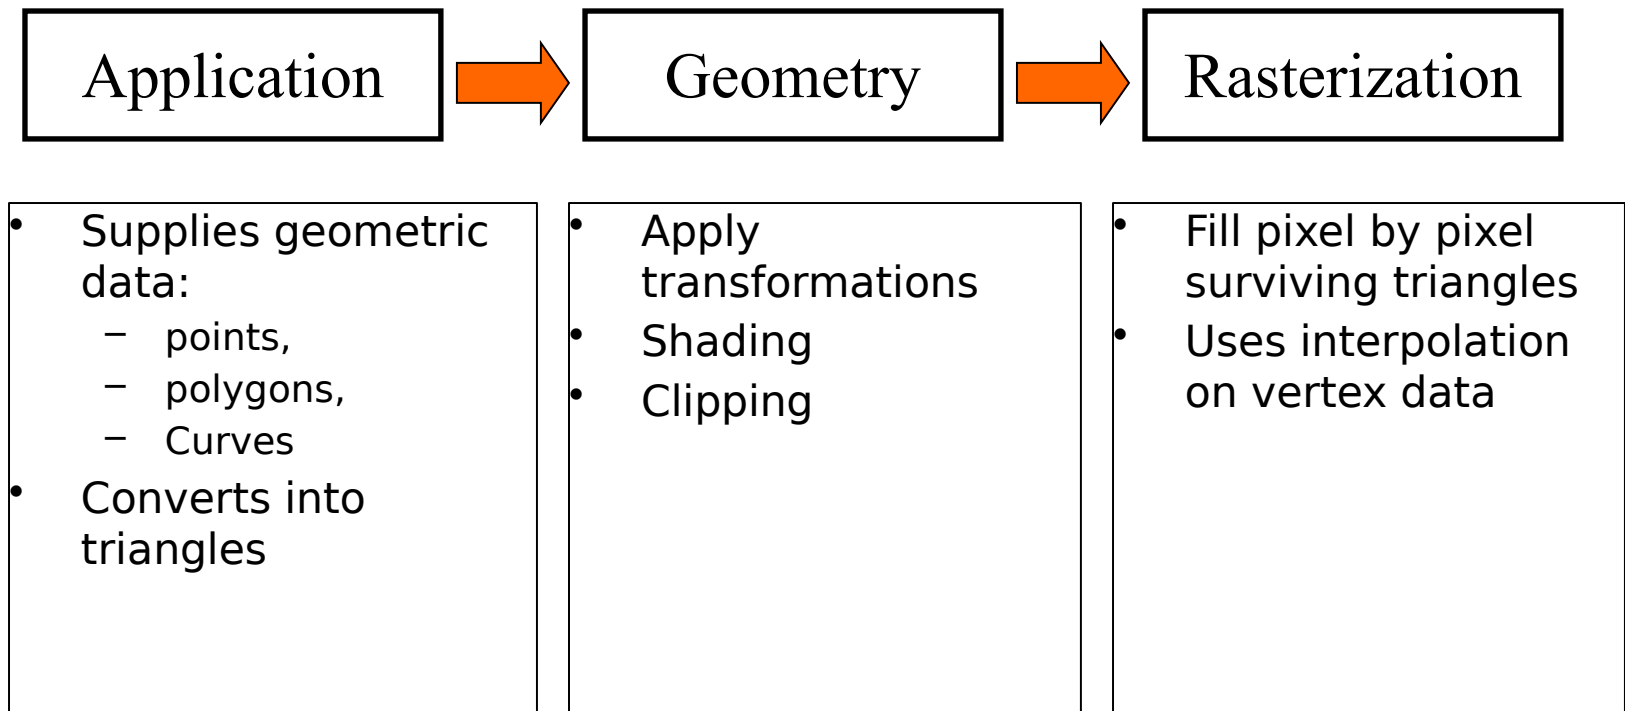 Application
Geometry
Rasterization
• Supplies geometric
data:
– points,
– polygons,
– Curves
• Converts into
triangles
• Apply
transformations
• Shading
• Clipping
• Fill pixel by pixel
surviving triangles
• Uses interpolation
on vertex data